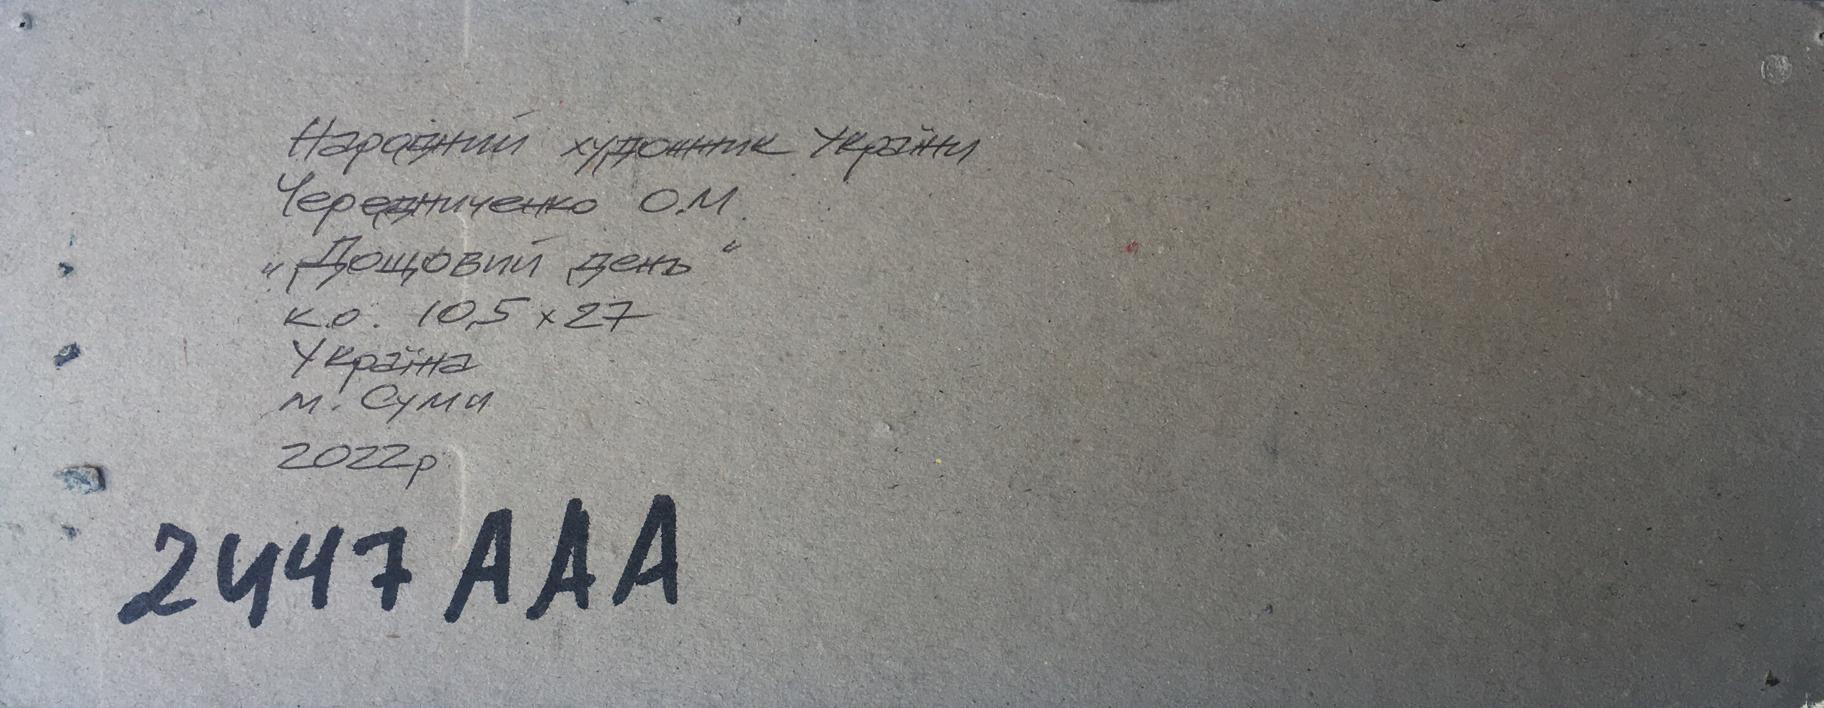 Народний художник України
Чередниченко О.М.
„Дощовий день“
к.о. 10,5 x 27
Україна
м. Суми
2022р
2447 AAA